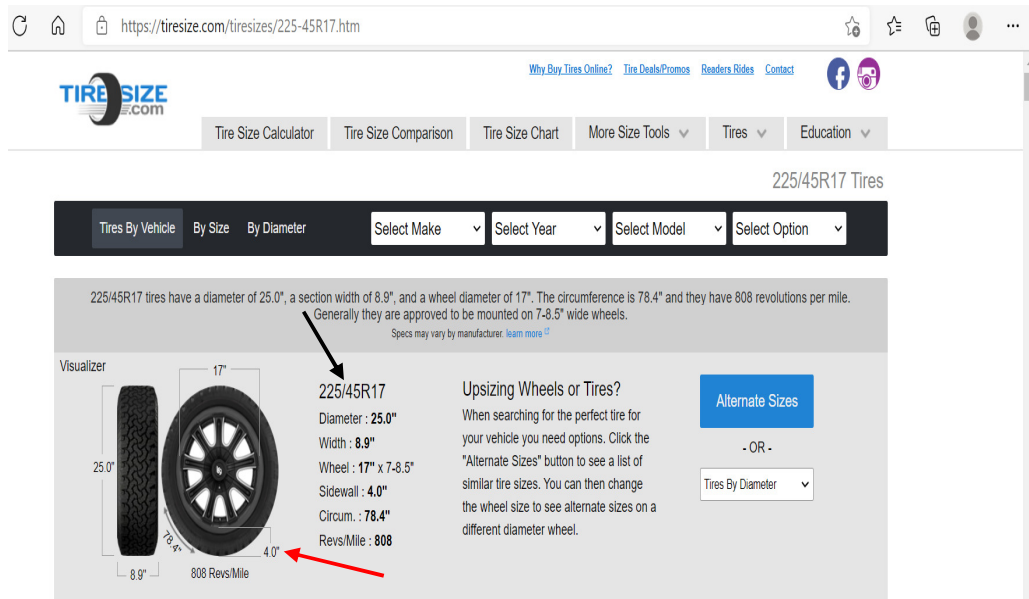 https://tiresize.com/tiresizes/225-45R17.htm
Why Buy Tires Online? Tire Deals/Promos Readers Rides Contact
TIRE SIZE
.com
Tire Size Calculator Tire Size Comparison Tire Size Chart More Size Tools Tires Education
225/45R17 Tires
Tires By Vehicle By Size By Diameter Select Make Select Year Select Model Select Option
225/45R17 tires have a diameter of 25.0", a section width of 8.9", and a wheel diameter of 17". The circumference is 78.4" and they have 808 revolutions per mile.
Generally they are approved to be mounted on 7-8.5" wide wheels.
Specs may vary by manufacturer. learn more
Visualizer
17"
25.0"
78.4"
4.0"
8.9"
808 Revs/Mile
225/45R17
Diameter : 25.0"
Width : 8.9"
Wheel : 17" x 7-8.5"
Sidewall : 4.0"
Circum. : 78.4"
Revs/Mile : 808
Upsizing Wheels or Tires?
When searching for the perfect tire for
your vehicle you need options. Click the
"Alternate Sizes" button to see a list of
similar tire sizes. You can then change
the wheel size to see alternate sizes on a
different diameter wheel.
Alternate Sizes
- OR -
Tires By Diameter